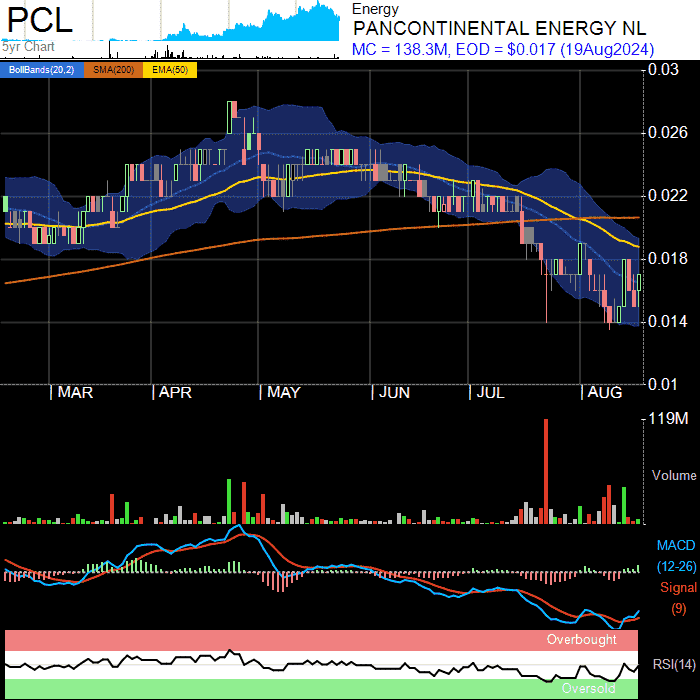 PCL
5yr Chart
Energy
PANCONTINENTAL ENERGY NL
MC = 138.3M, EOD = $0.017 (19Aug2024)
BollBands(20,2) SMA(200) EMA(50)
0.03
0.026
0.022
0.018
0.014
0.01
MAR APR MAY JUN JUL AUG
119M
Volume
MACD
(12-26)
Signal
(9)
Overbought
RSI(14)
Oversold